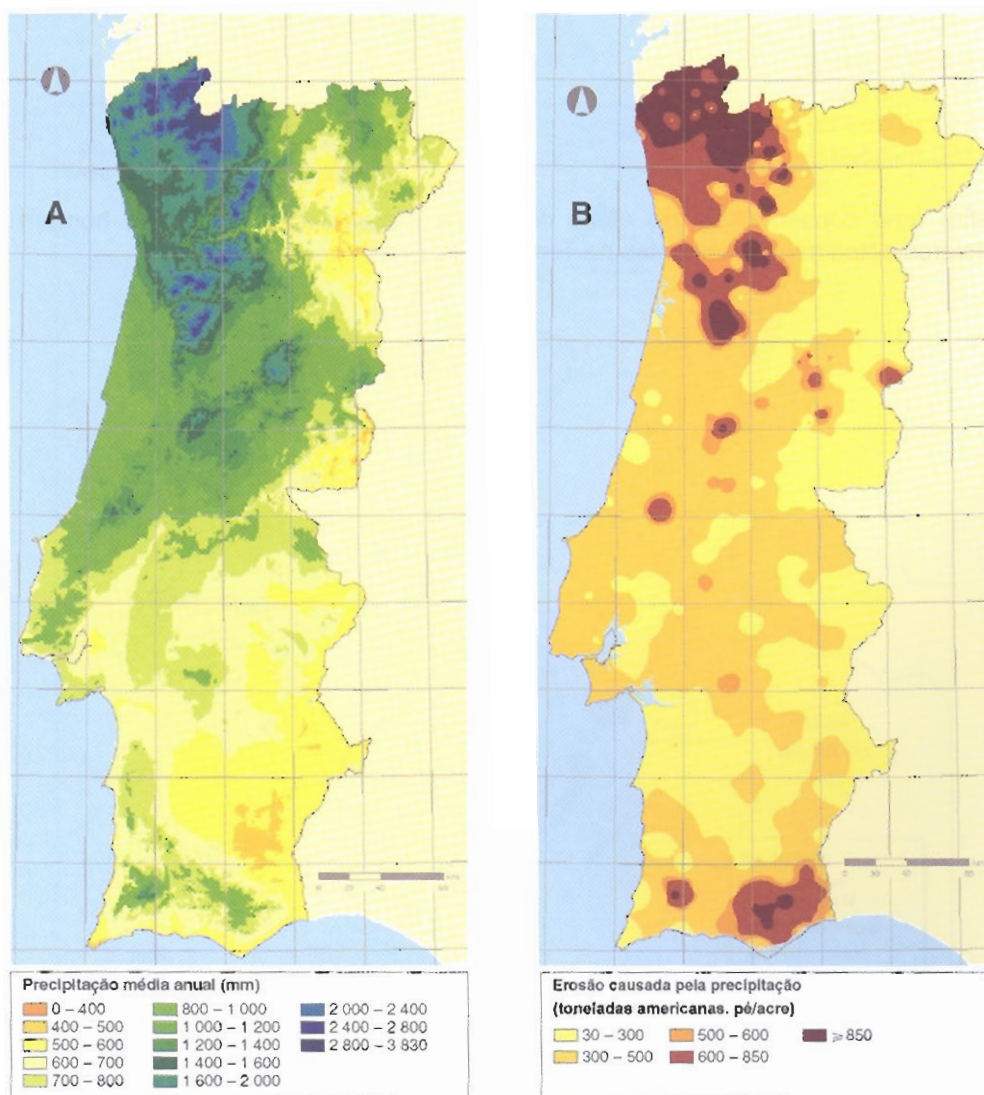 A
B
Precipitação média anual (mm)
0 – 400
400 – 500
500 – 600
600 – 700
700 – 800
800 – 1 000
1 000 – 1 200
1 200 – 1 400
1 400 – 1 600
1 600 – 2 000
2 000 – 2 400
2 400 – 2 800
2 800 – 3 830
Erosão causada pela precipitação
(toneladas americanas. pé/acre)
30 – 300
300 – 500
500 – 600
600 – 850
⩾ 850